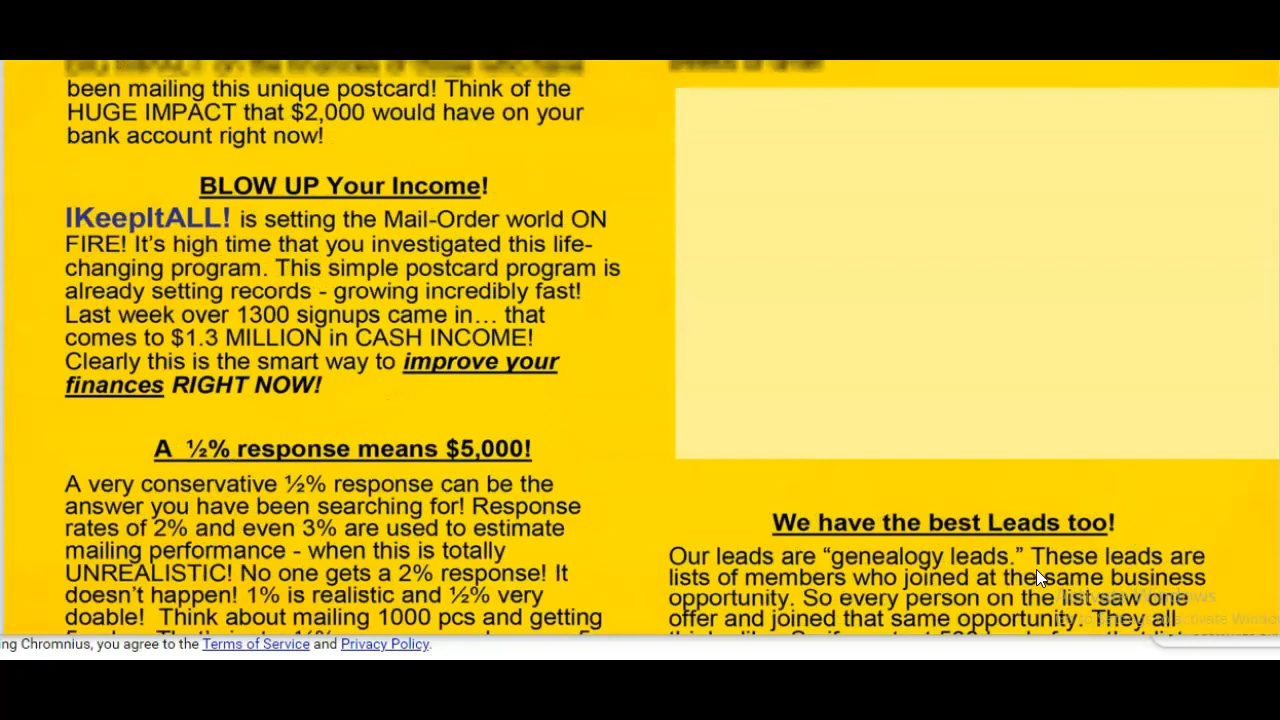 been mailing this unique postcard! Think of the
HUGE IMPACT that $2,000 would have on your
bank account right now!
BLOW UP Your Income!
IKeepItALL! is setting the Mail-Order world ON
FIRE! It’s high time that you investigated this life-
changing program. This simple postcard program is
already setting records - growing incredibly fast!
Last week over 1300 signups came in… that
comes to $1.3 MILLION in CASH INCOME!
Clearly this is the smart way to improve your
finances RIGHT NOW!
A ½% response means $5,000!
A very conservative ½% response can be the
answer you have been searching for! Response
rates of 2% and even 3% are used to estimate
mailing performance - when this is totally
UNREALISTIC! No one gets a 2% response! It
doesn’t happen! 1% is realistic and ½% very
doable! Think about mailing 1000 pcs and getting
We have the best Leads too!
Our leads are “genealogy leads.” These leads are
lists of members who joined at the same business
opportunity. So every person on the list saw one
offer and joined that same opportunity. They all
Activate Windows
ng Chromnius, you agree to the Terms of Service and Privacy Policy.